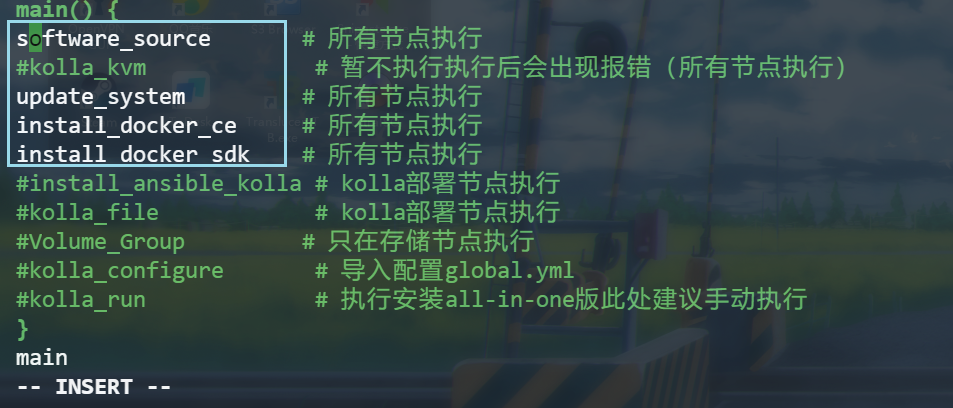 main() {
software_source # 所有节点执行
#kolla_kvm # 暂不执行执行后会出现报错（所有节点执行）
update_system # 所有节点执行
install_docker_ce # 所有节点执行
install_docker_sdk # 所有节点执行
#install_ansible_kolla # kolla部署节点执行
#kolla_file # kolla部署节点执行
#Volume_Group # 只在存储节点执行
#kolla_configure # 导入配置global.yml
#kolla_run # 执行安装all-in-one版此处建议手动执行
}
main
-- INSERT --